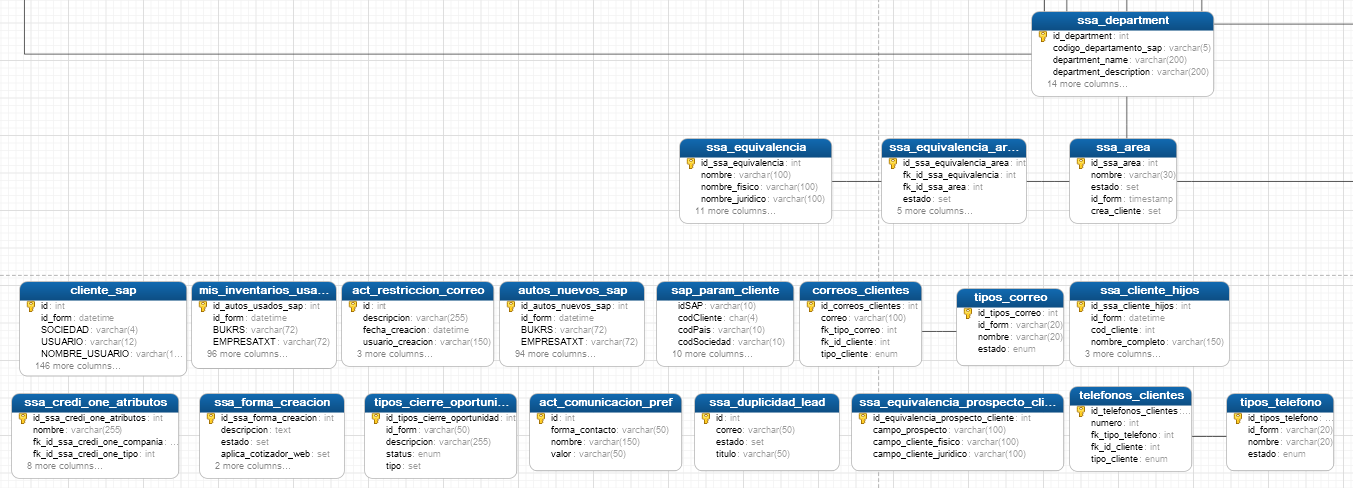 ssa_department
id_department: int
codigo_departamento_sap: varchar(5)
department_name: varchar(200)
department_description: varchar(200)
14 more columns...
ssa_equivalencia
id_ssa_equivalencia: int
nombre: varchar(100)
nombre_fisico: varchar(100)
nombre_juridico: varchar(100)
11 more columns...
ssa_equivalencia_ar...
id_ssa_equivalencia_area: int
fk_id_ssa_equivalencia: int
fk_id_ssa_area: int
estado: set
5 more columns...
ssa_area
id_ssa_area: int
nombre: varchar(30)
estado: set
id_form: timestamp
crea_cliente: set
cliente_sap
id: int
id_form: datetime
SOCIEDAD: varchar(4)
USUARIO: varchar(12)
NOMBRE_USUARIO: varchar(1...
146 more columns...
mis_inventarios_usa...
id_autos_usados_sap: int
id_form: datetime
BUKRS: varchar(72)
EMPRESATXT: varchar(72)
96 more columns...
act_restriccion_correo
id: int
descripcion: varchar(255)
fecha_creacion: datetime
usuario_creacion: varchar(150)
3 more columns...
autos_nuevos_sap
id_autos_nuevos_sap: int
id_form: datetime
BUKRS: varchar(72)
EMPRESATXT: varchar(72)
94 more columns...
sap_param_cliente
idSAP: varchar(10)
codCliente: char(4)
codPais: varchar(10)
codSociedad: varchar(10)
10 more columns...
correos_clientes
id_correos_clientes: int
correo: varchar(100)
fk_tipo_correo: int
fk_id_cliente: int
tipo_cliente: enum
tipos_correo
id_tipos_correo: int
id_form: varchar(20)
nombre: varchar(20)
estado: enum
ssa_cliente_hijos
id_ssa_cliente_hijos: int
id_form: datetime
cod_cliente: int
nombre_completo: varchar(150)
3 more columns...
ssa_credi_one_atributos
id_ssa_credi_one_atributos: int
nombre: varchar(255)
fk_id_ssa_credi_one_compania: ...
fk_id_ssa_credi_one_tipo: int
8 more columns...
ssa_forma_creacion
id_ssa_forma_creacion: int
descripcion: text
estado: set
aplica_cotizador_web: set
2 more columns...
tipos_cierre_oportuni...
id_tipos_cierre_oportunidad: int
id_form: varchar(50)
descripcion: varchar(255)
status: enum
tipo: set
act_comunicacion_pref
id: int
forma_contacto: varchar(50)
nombre: varchar(150)
valor: varchar(50)
ssa_duplicidad_lead
id: int
correo: varchar(50)
estado: set
titulo: varchar(50)
ssa_equivalencia_prospecto_cli...
id_equivalencia_prospecto_cliente: int
campo_prospecto: varchar(100)
campo_cliente_fisico: varchar(100)
campo_cliente_juridico: varchar(100)
telefonos_clientes
id_telefonos_clientes:...
numero: int
fk_tipo_telefono: int
fk_id_cliente: int
tipo_cliente: enum
tipos_telefono
id_tipos_telefono: int
id_form: varchar(20)
nombre: varchar(20)
estado: enum